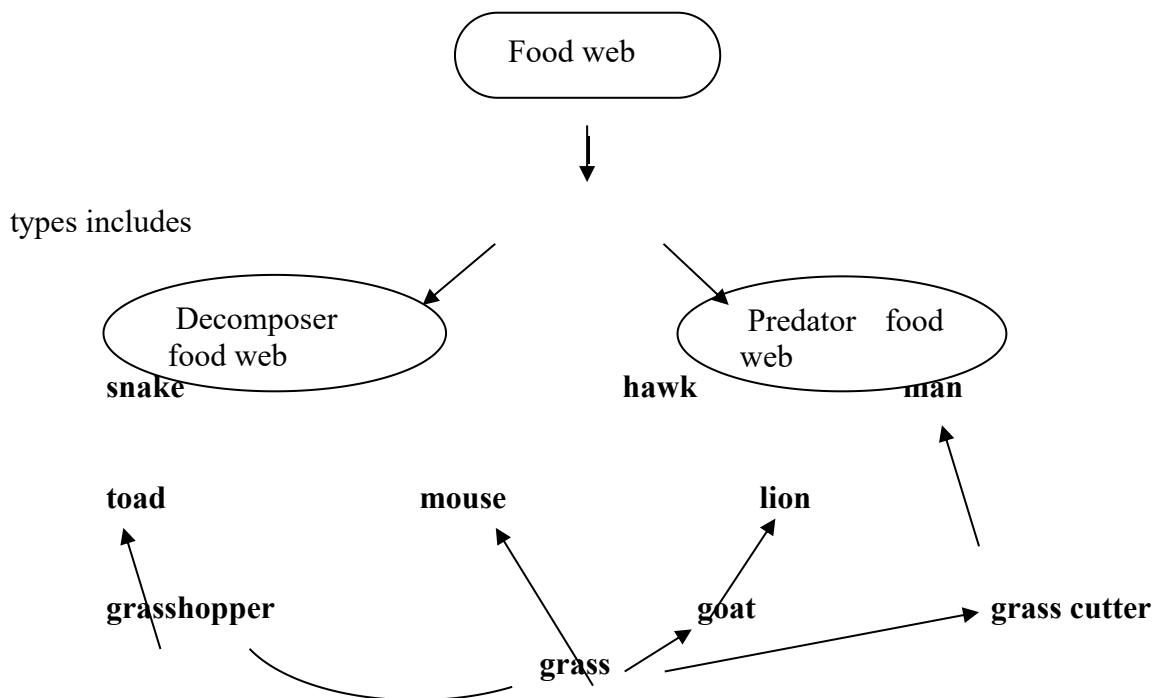 Food web
types includes
Decomposer
food web
Predator food
web
snake hawk man
toad mouse lion
grasshopper goat grass cutter
grass